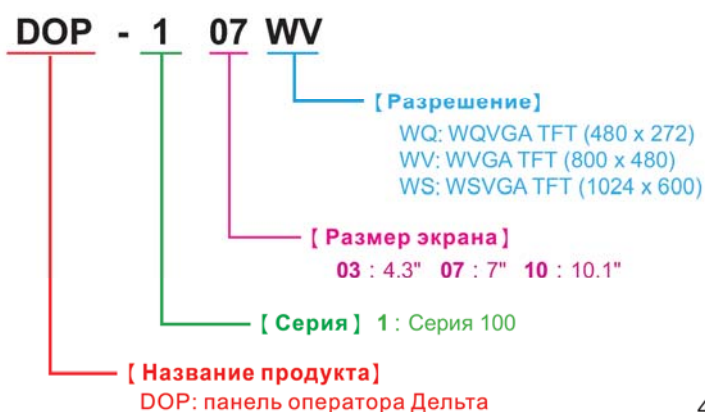 DOP - 1 07 WV
【Разрешение】
WQ: WQVGA TFT (480 x 272)
WV: WVGA TFT (800 x 480)
WS: WSVGA TFT (1024 x 600)
【Размер экрана】
03 : 4.3" 07 : 7" 10 : 10.1"
【Серия】 1 : Серия 100
【Название продукта】
DOP: панель оператора Дельта